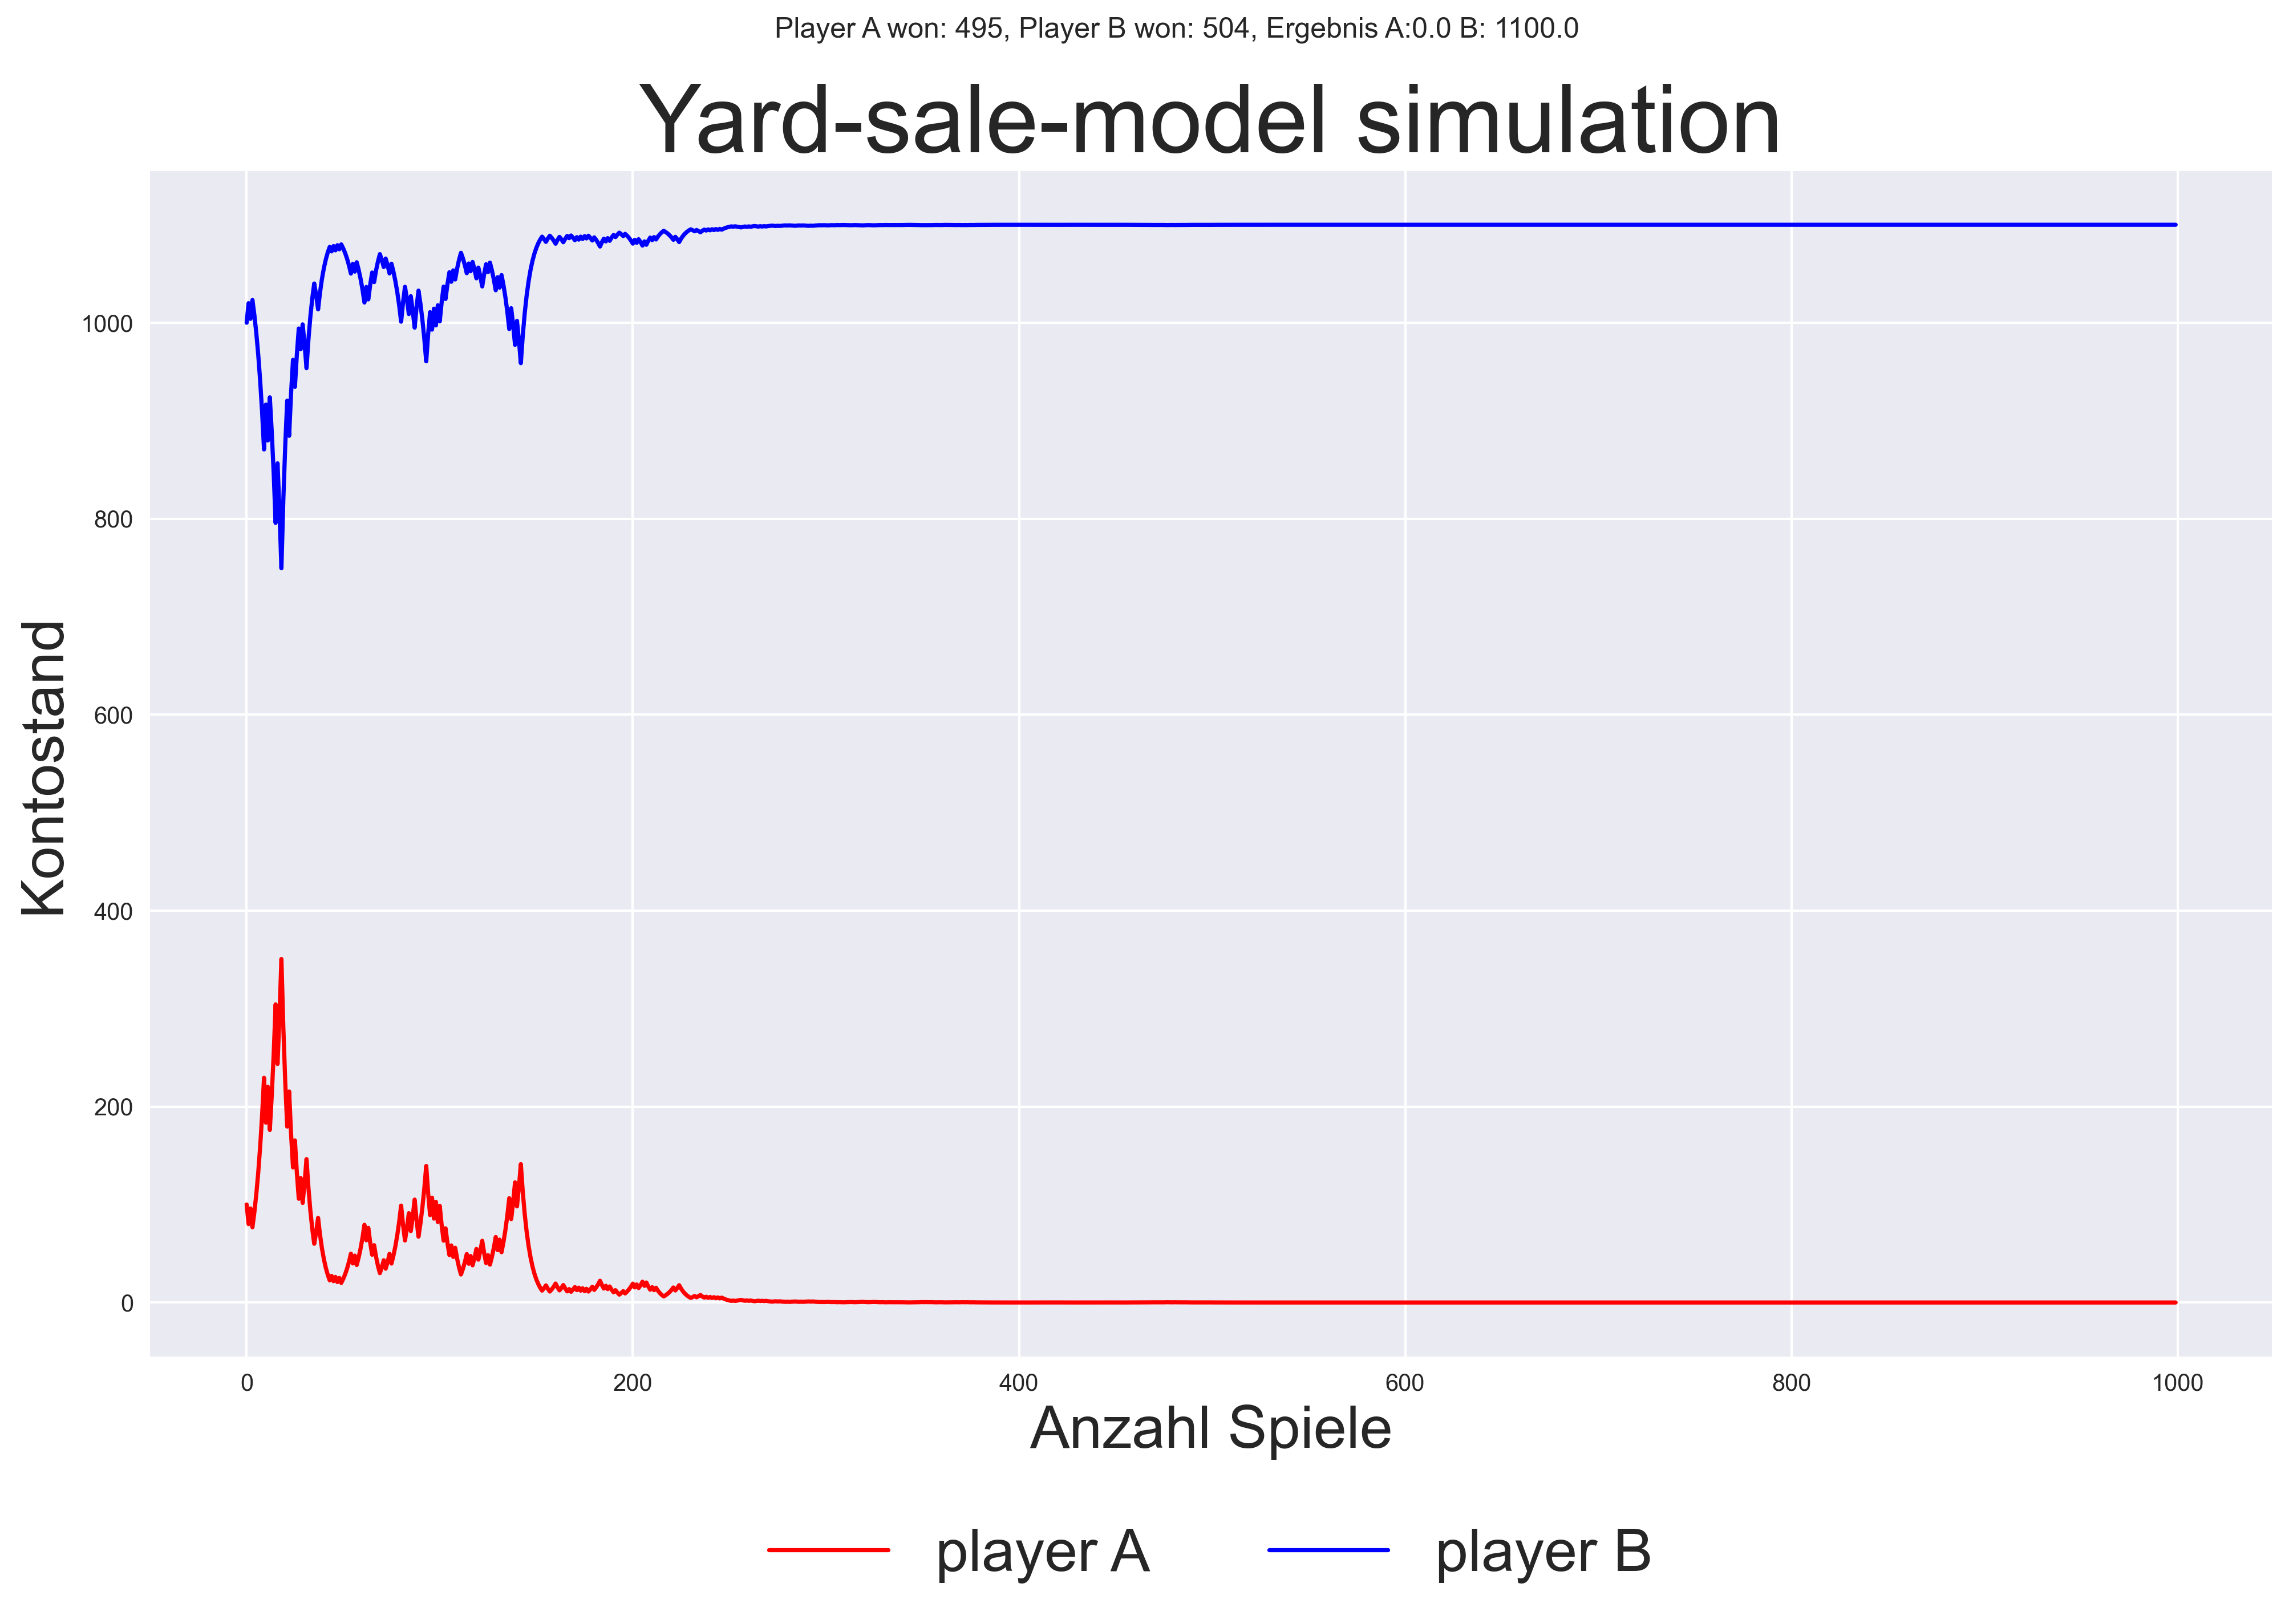 Player A won: 495, Player B won: 504, Ergebnis A:0.0 B: 1100.0
Yard-sale-model simulation
Kontostand
1000
800
600
400
200
0
0 200 400 600 800 1000
Anzahl Spiele
player A player B